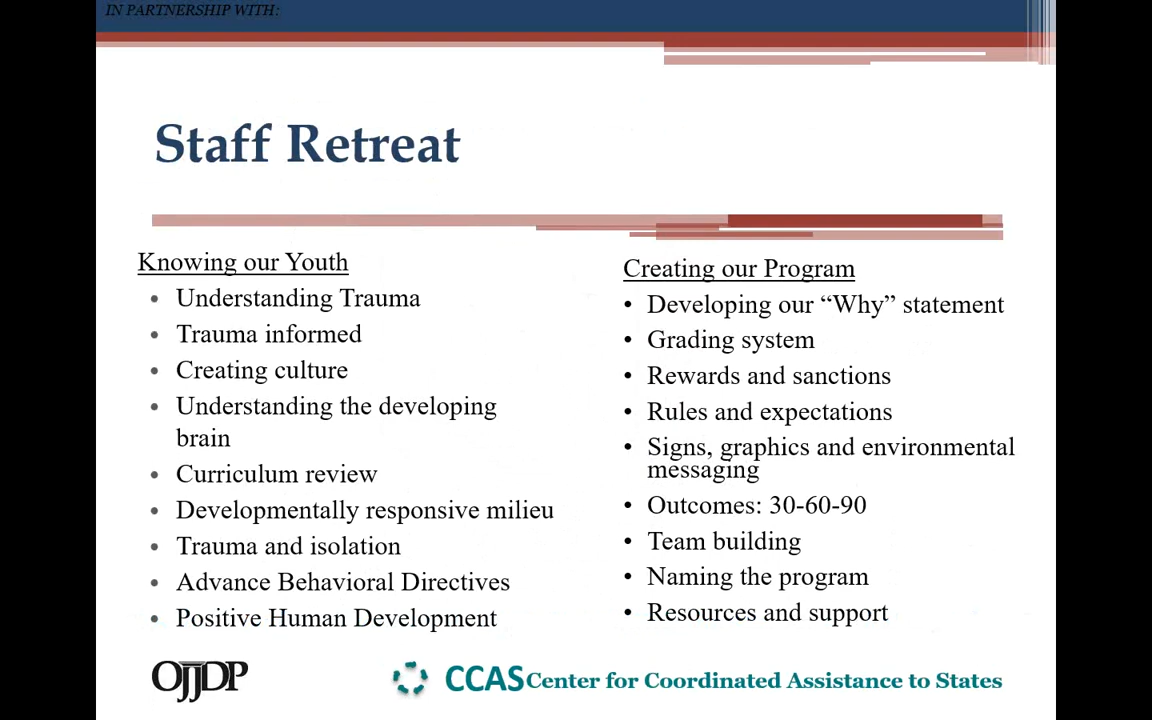 IN PARTNERSHIP WITH:
Staff Retreat
Knowing our Youth
• Understanding Trauma
• Trauma informed
• Creating culture
• Understanding the developing
brain
• Curriculum review
• Developmentally responsive milieu
• Trauma and isolation
• Advance Behavioral Directives
• Positive Human Development
Creating our Program
• Developing our “Why” statement
• Grading system
• Rewards and sanctions
• Rules and expectations
• Signs, graphics and environmental
messaging
• Outcomes: 30-60-90
• Team building
• Naming the program
• Resources and support
OJJDP
CCAS Center for Coordinated Assistance to States